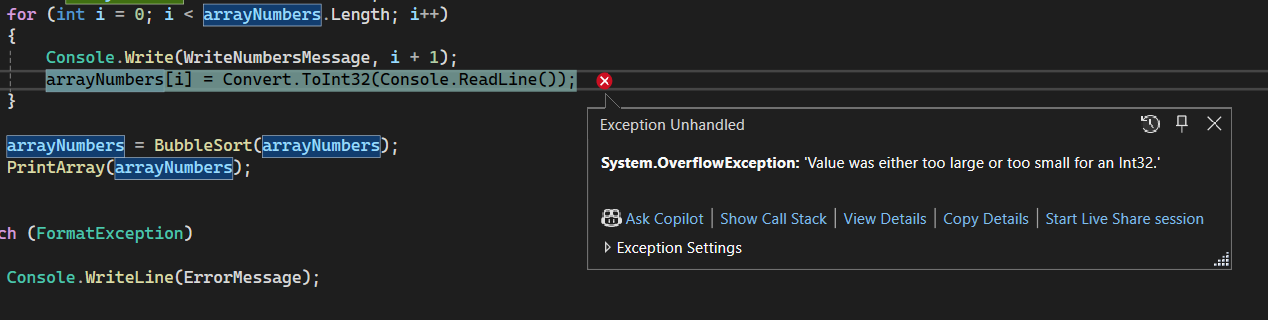 for (int i = 0; i < arrayNumbers.Length; i++)
{
Console.Write(WriteNumbersMessage, i + 1);
arrayNumbers[i] = Convert.ToInt32(Console.ReadLine());
}
Exception Unhandled
System.OverflowException: 'Value was either too large or too small for an Int32.'
Ask Copilot | Show Call Stack | View Details | Copy Details | Start Live Share session
Exception Settings
arrayNumbers = BubbleSort(arrayNumbers);
PrintArray(arrayNumbers);
ch (FormatException)
Console.WriteLine(ErrorMessage);